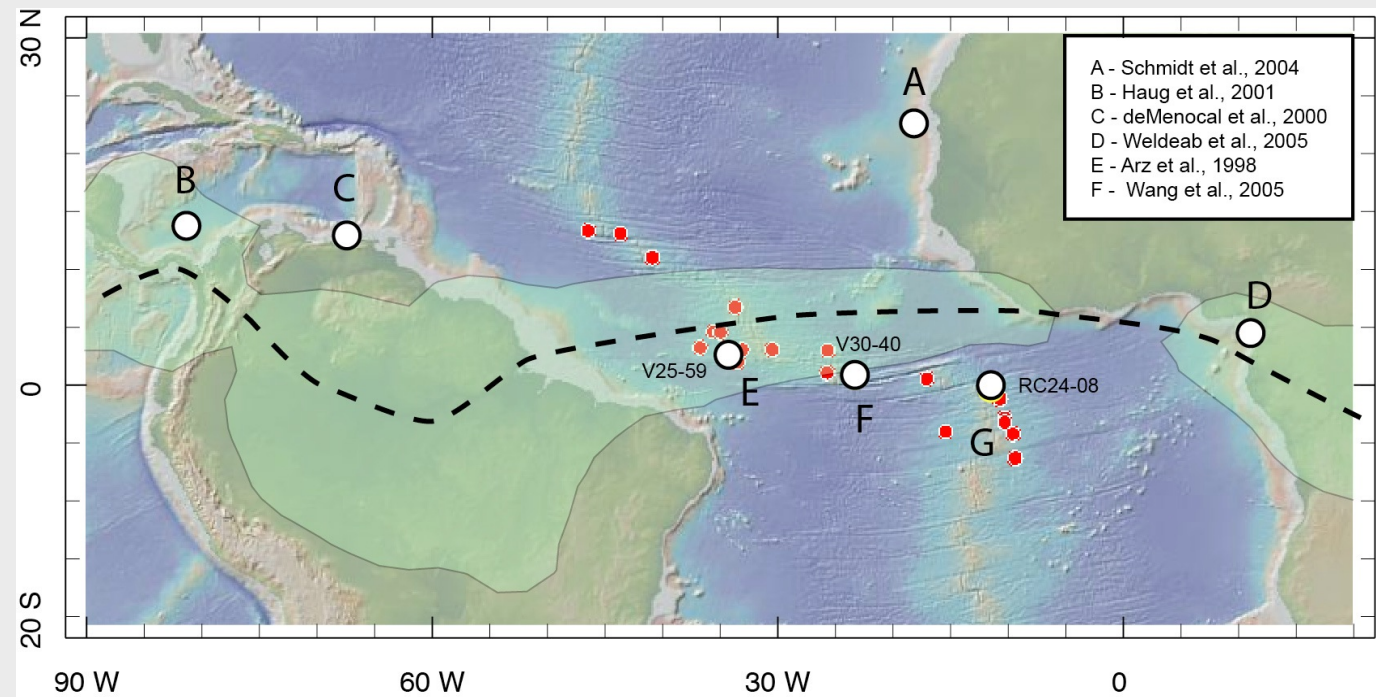 30 N
A
A - Schmidt et al., 2004
B - Haug et al., 2001
C - deMenocal et al., 2000
D - Weldeab et al., 2005
E - Arz et al., 1998
F - Wang et al., 2005
B
C
D
V30-40
V25-59
E
0
RC24-08
F
G
20 S
90 W
60 W
30 W
0